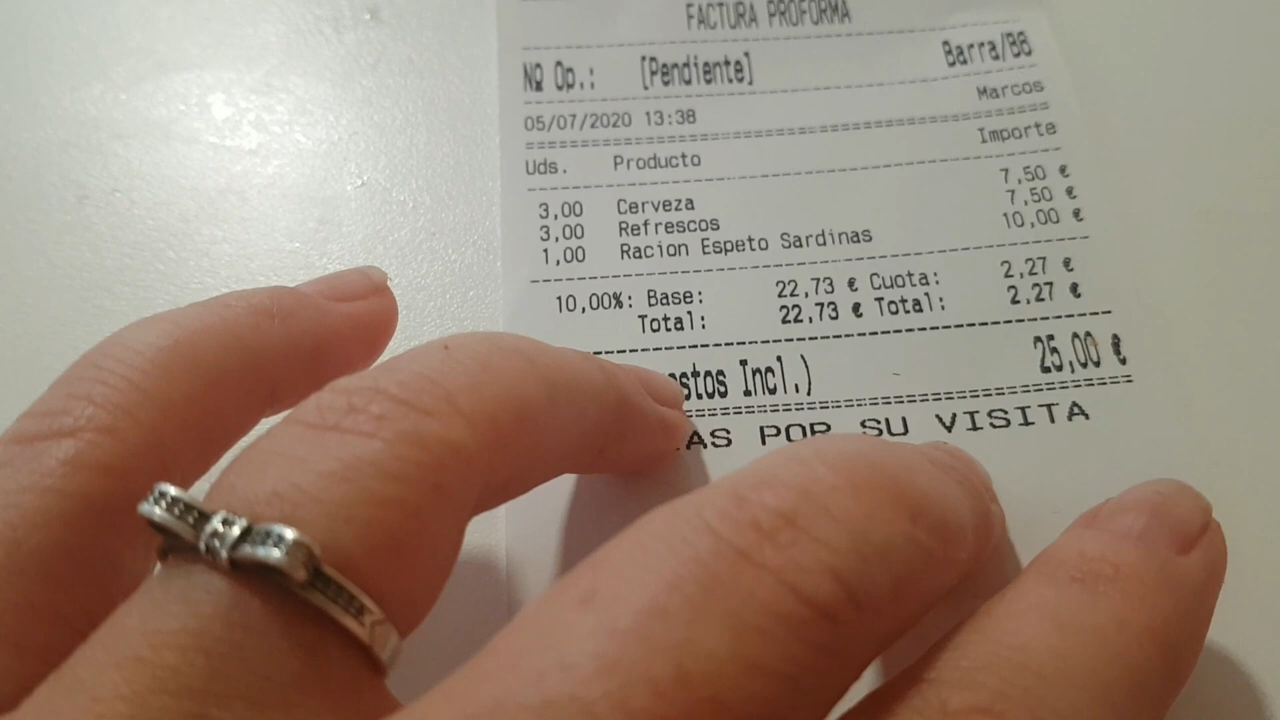 FACTURA PROFORMA
Nº Op.: [Pendiente] Barra/B8
05/07/2020 13:38 Marcos
Uds. Producto Importe
3,00 Cerveza 7,50 €
3,00 Refrescos 7,50 €
1,00 Racion Espeto Sardinas 10,00 €
10,00%: Base: 22,73 € Cuota: 2,27 €
Total: 22,73 € Total: 2,27 €
Incl.) 25,00 €
POR SU VISITA